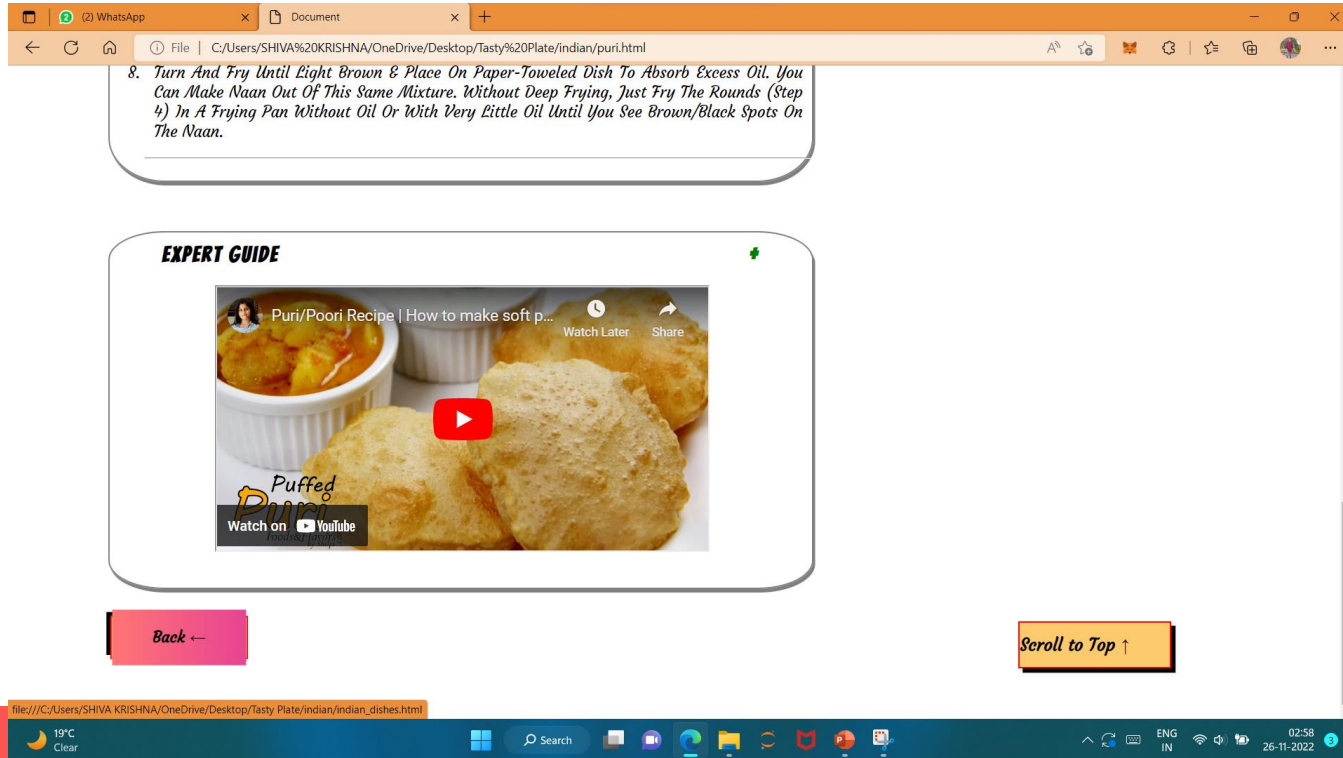 (2) WhatsApp
Document
File
C:/Users/SHIVA%20KRISHNA/OneDrive/Desktop/Tasty%20Plate/indian/puri.html
8. Turn And Fry Until Light Brown & Place On Paper-Toweled Dish To Absorb Excess Oil. You
Can Make Naan Out Of This Same Mixture. Without Deep Frying, Just Fry The Rounds (Step
4) In A Frying Pan Without Oil Or With Very Little Oil Until You See Brown/Black Spots On
The Naan.
EXPERT GUIDE
Puri/Poori Recipe | How to make soft p...
Watch Later
Share
Puffed
Puri
Foods&Flavors
Watch on YouTube
Back ←
Scroll to Top ↑
file:///C:/Users/SHIVA KRISHNA/OneDrive/Desktop/Tasty Plate/indian/indian_dishes.html
19°C
Clear
Search
ENG
IN
02:58
26-11-2022
3